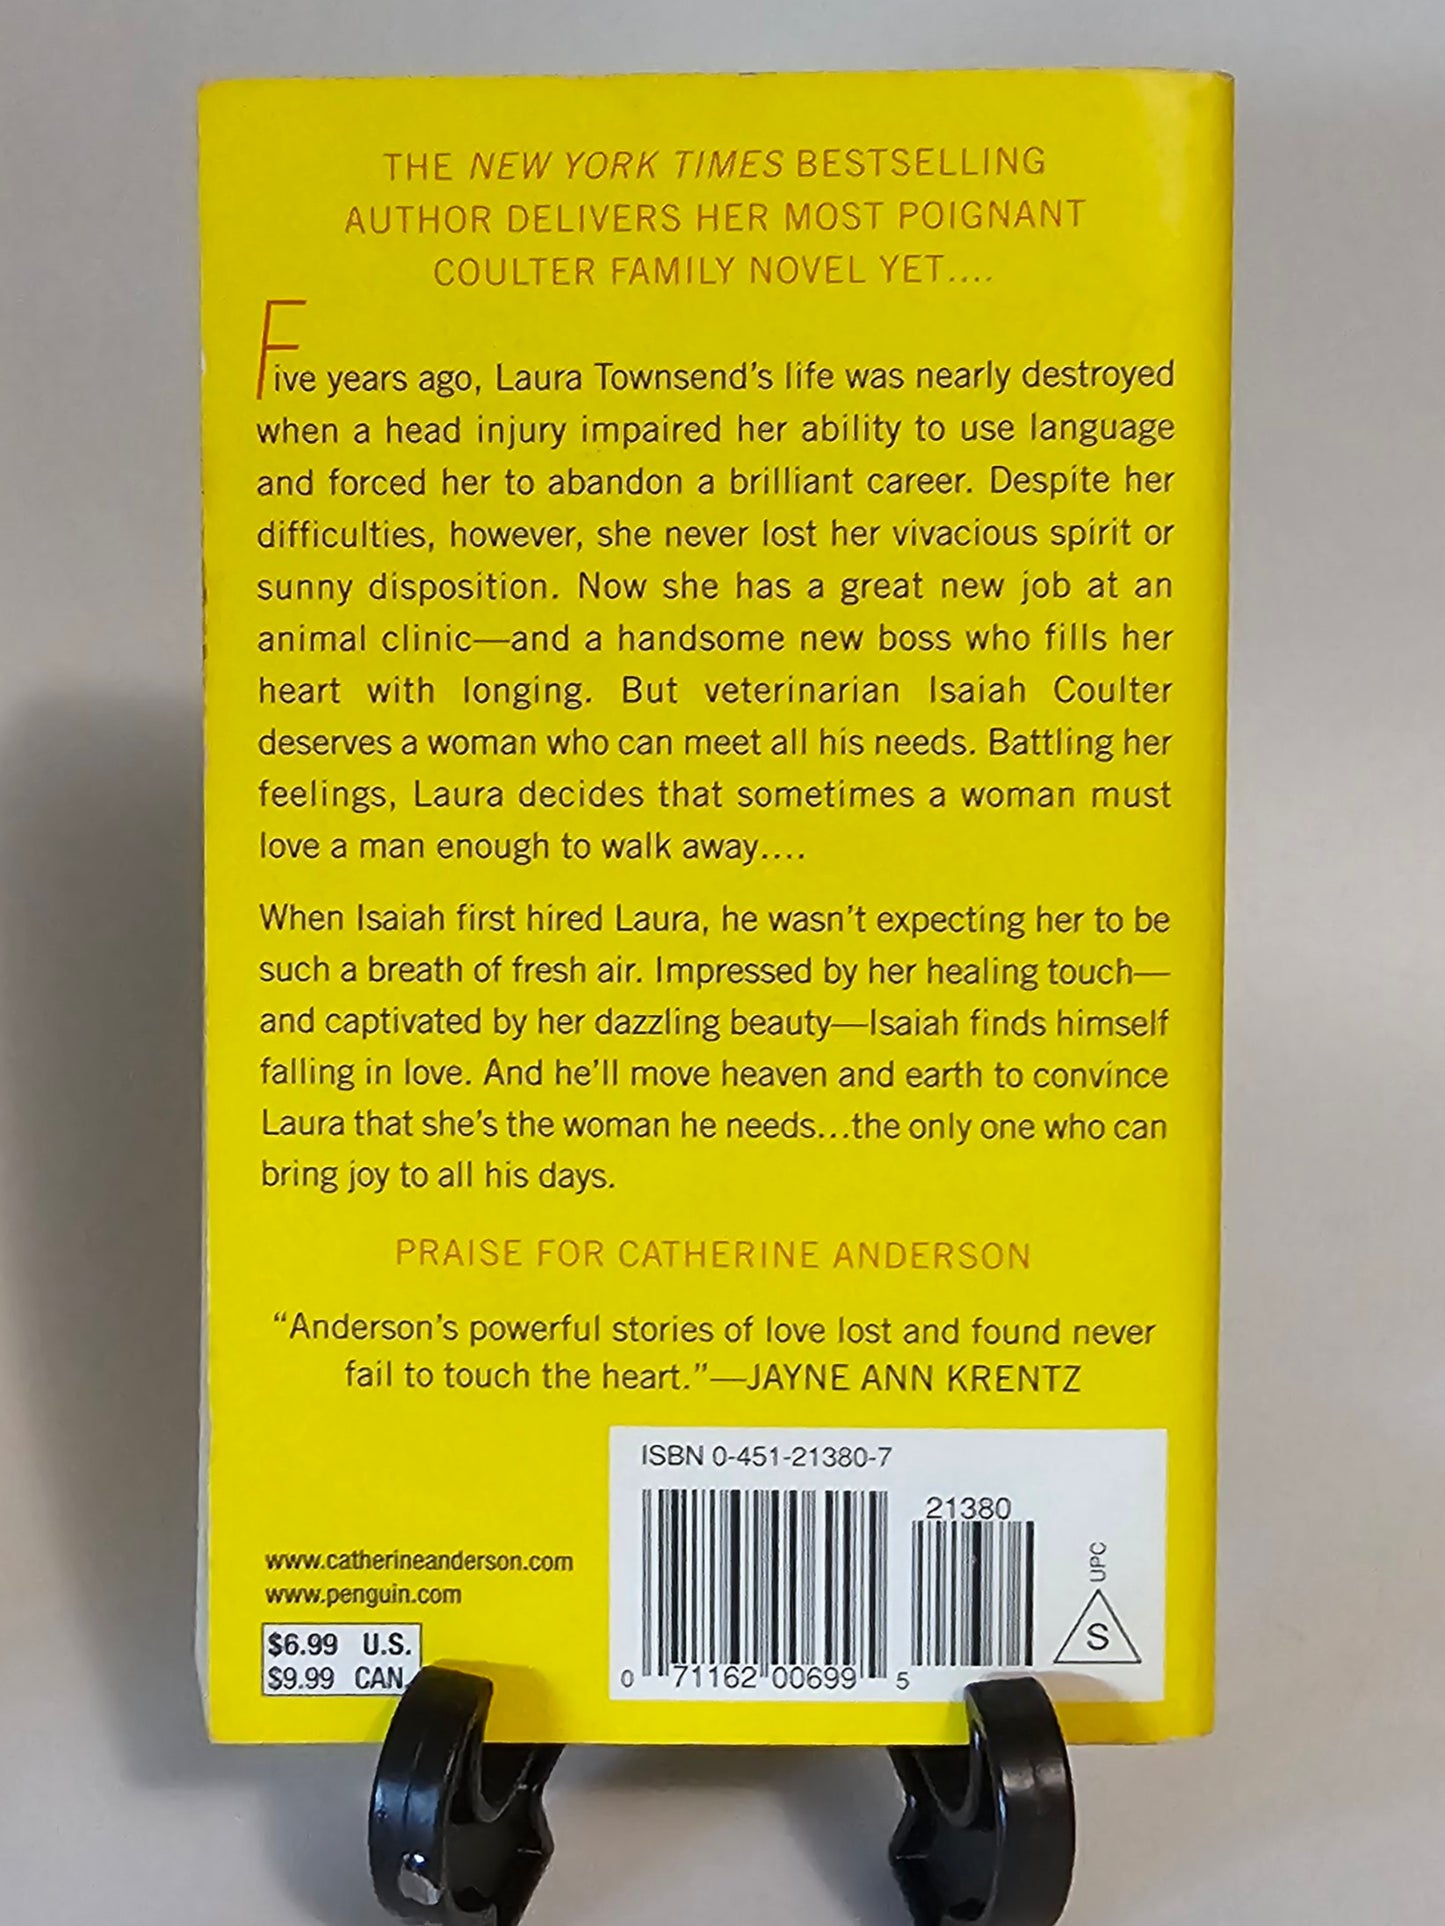 THE NEW YORK TIMES BESTSELLING
AUTHOR DELIVERS HER MOST POIGNANT
COULTER FAMILY NOVEL YET....
Five years ago, Laura Townsend's life was nearly destroyed
when a head injury impaired her ability to use language
and forced her to abandon a brilliant career. Despite her
difficulties, however, she never lost her vivacious spirit or
sunny disposition. Now she has a great new job at an
animal clinic—and a handsome new boss who fills her
heart with longing. But veterinarian Isaiah Coulter
deserves a woman who can meet all his needs. Battling her
feelings, Laura decides that sometimes a woman must
love a man enough to walk away....
When Isaiah first hired Laura, he wasn't expecting her to be
such a breath of fresh air. Impressed by her healing touch—
and captivated by her dazzling beauty—Isaiah finds himself
falling in love. And he'll move heaven and earth to convince
Laura that she's the woman he needs...the only one who can
bring joy to all his days.
PRAISE FOR CATHERINE ANDERSON
“Anderson's powerful stories of love lost and found never
fail to touch the heart.”—JAYNE ANN KRENTZ
ISBN 0-451-21380-7
21380
UPC
S
0 71162 00699 5
www.catherineanderson.com
www.penguin.com
$6.99 U.S.
$9.99 CAN.